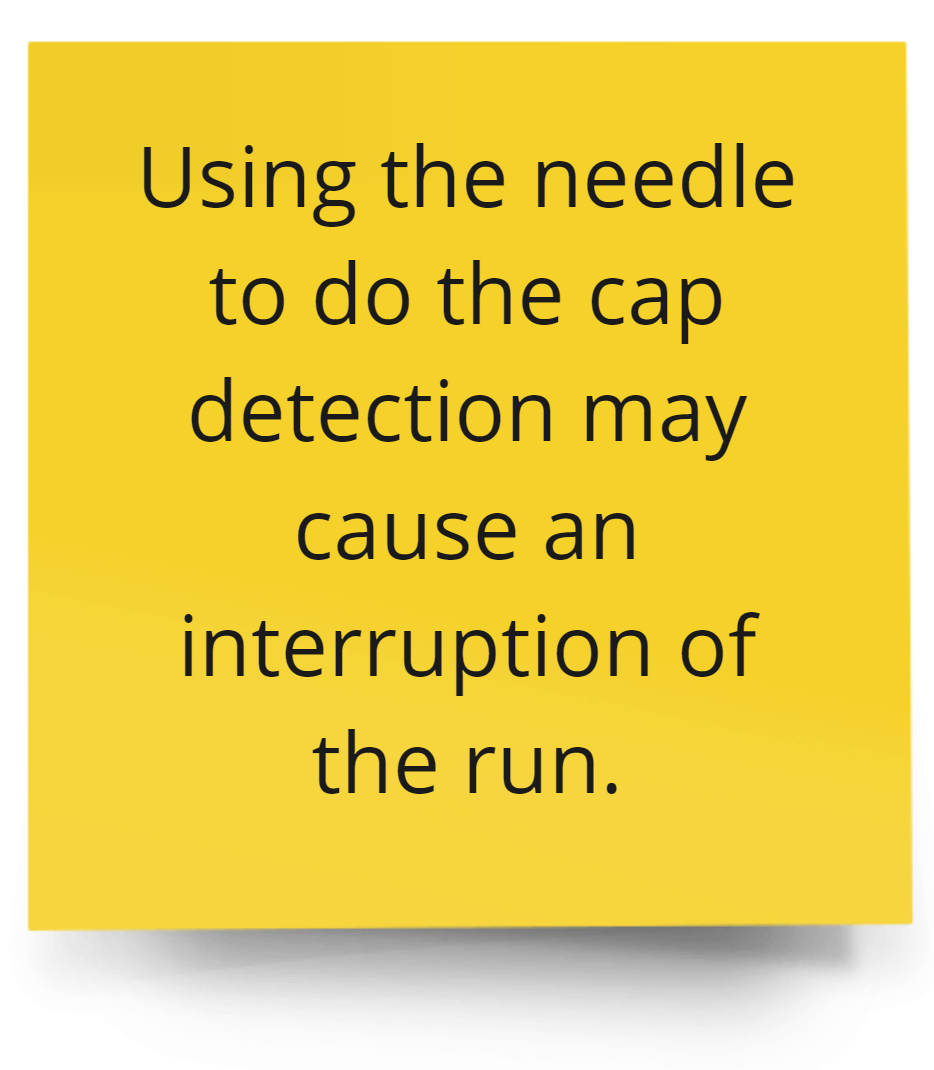 Using the needle
to do the cap
detection may
cause an
interruption of
the run.